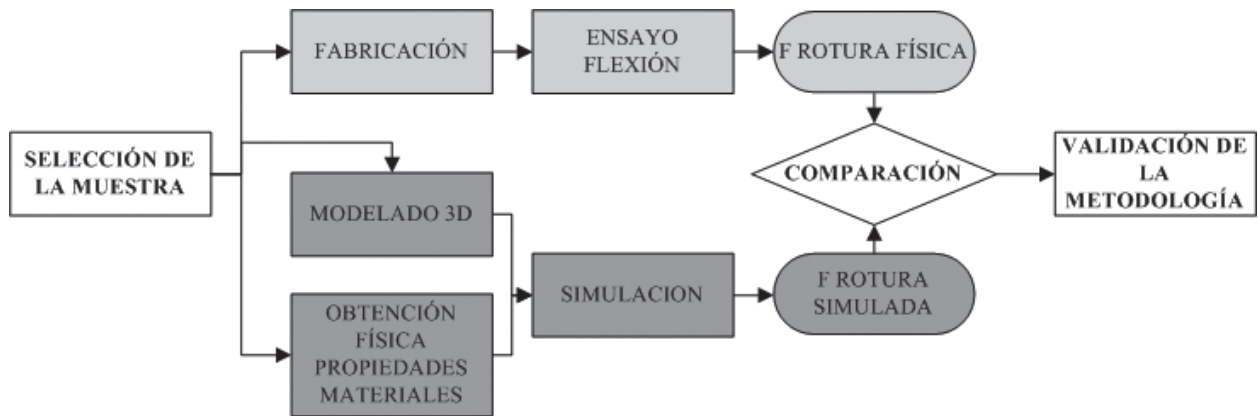 FABRICACIÓN
ENSAYO
FLEXIÓN
F ROTURA FÍSICA
SELECCIÓN DE
LA MUESTRA
MODELADO 3D
COMPARACIÓN
VALIDACIÓN DE
LA
METODOLOGÍA
OBTENCIÓN
FÍSICA
PROPIEDADES
MATERIALES
SIMULACION
F ROTURA
SIMULADA